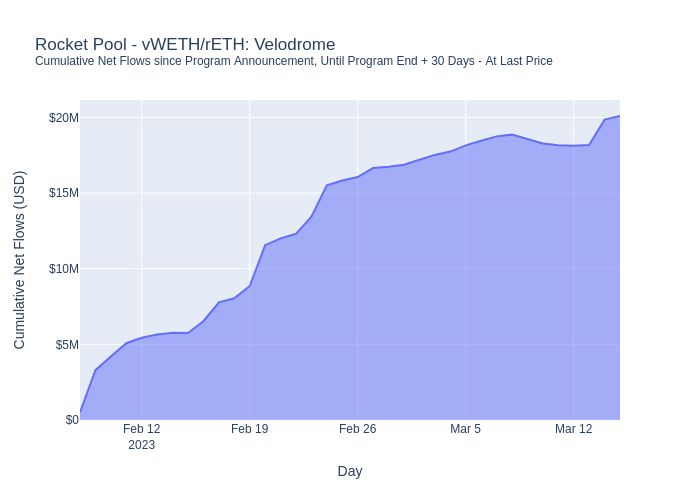 Rocket Pool - vWETH/rETH: Velodrome
Cumulative Net Flows since Program Announcement, Until Program End + 30 Days - At Last Price
Cumulative Net Flows (USD)
$20M
$15M
$10M
$5M
$0
Feb 12
2023
Feb 19
Feb 26
Mar 5
Mar 12
Day